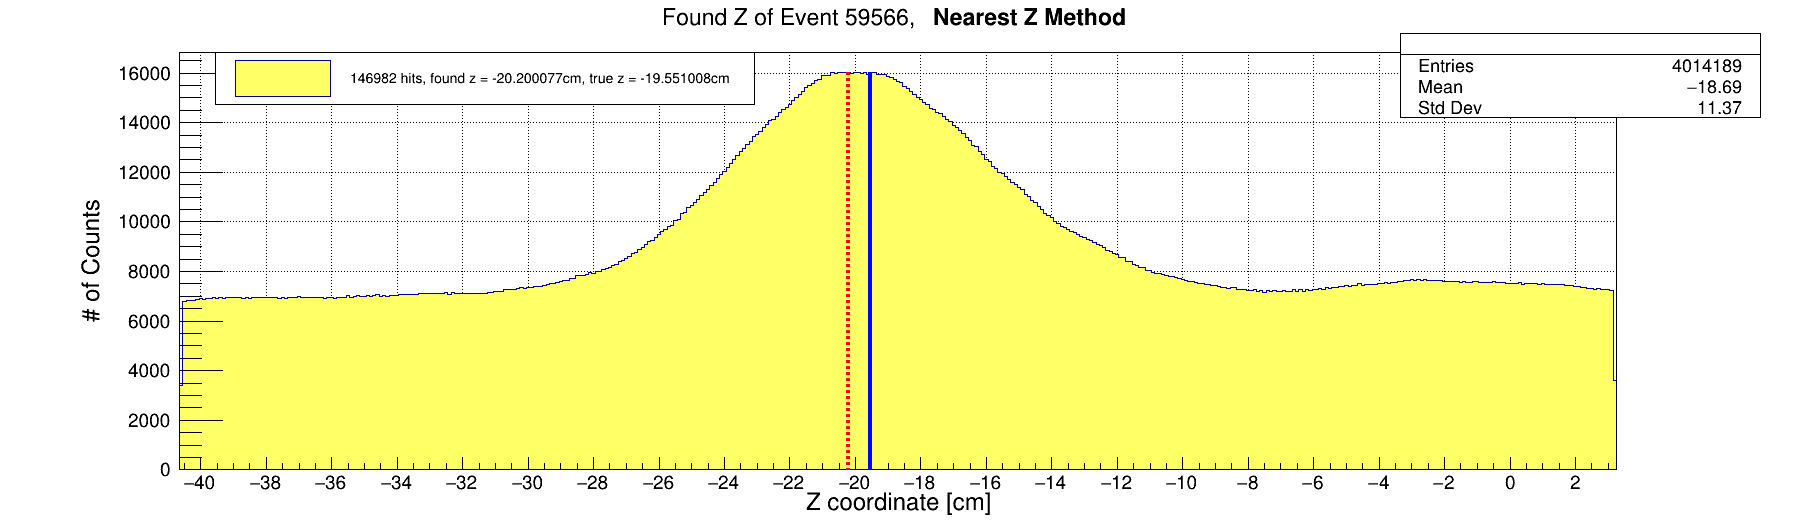 Found Z of Event 59566, Nearest Z Method
146982 hits, found z = -20.200077cm, true z = -19.551008cm
Entries 4014189
Mean −18.69
Std Dev 11.37
# of Counts
16000
14000
12000
10000
8000
6000
4000
2000
0
−40 −38 −36 −34 −32 −30 −28 −26 −24 −22 −20 −18 −16 −14 −12 −10 −8 −6 −4 −2 0 2
Z coordinate [cm]